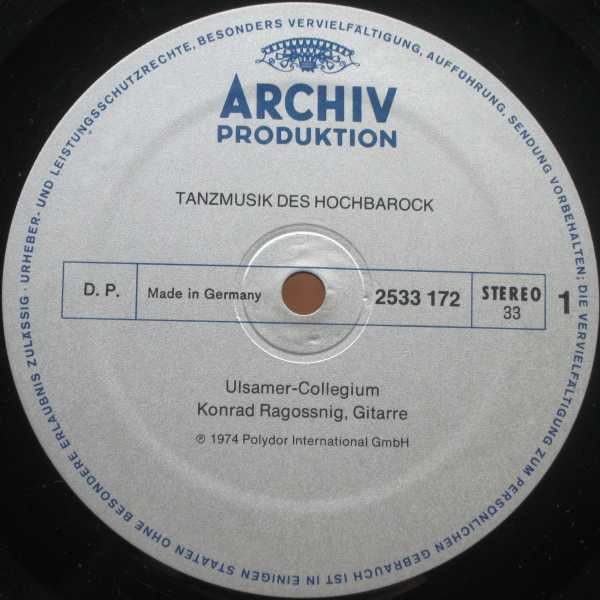 URHEBER- UND LEISTUNGSSCHUTZRECHTE, BESONDERS VERVIELFÄLTIGUNG, AUFFÜHRUNG, SENDUNG VORBEHALTEN; DIE VERVIELFÄLTIGUNG ZUM PERSÖNLICHEN GEBRAUCH IST IN EINIGEN STAATEN OHNE BESONDERE ERLAUBNIS ZULÄSSIG ·
ARCHIV
PRODUKTION
TANZMUSIK DES HOCHBAROCK
D. P. Made in Germany 2533 172 STEREO 1
33
Ulsamer-Collegium
Konrad Ragossnig, Gitarre
℗ 1974 Polydor International GmbH